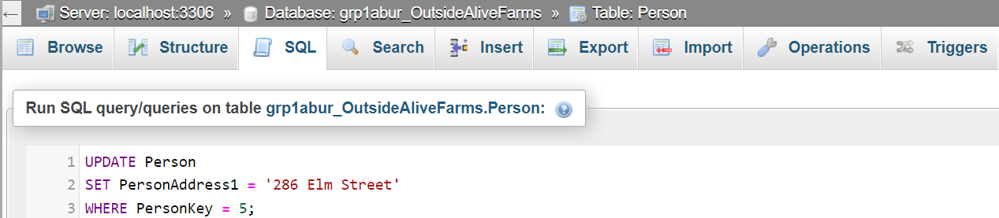 ← Server: localhost:3306 » Database: grp1abur_OutsideAliveFarms » Table: Person
Browse Structure SQL Search Insert Export Import Operations Triggers
Run SQL query/queries on table grp1abur_OutsideAliveFarms.Person: ?
1 UPDATE Person
2 SET PersonAddress1 = '286 Elm Street'
3 WHERE PersonKey = 5;